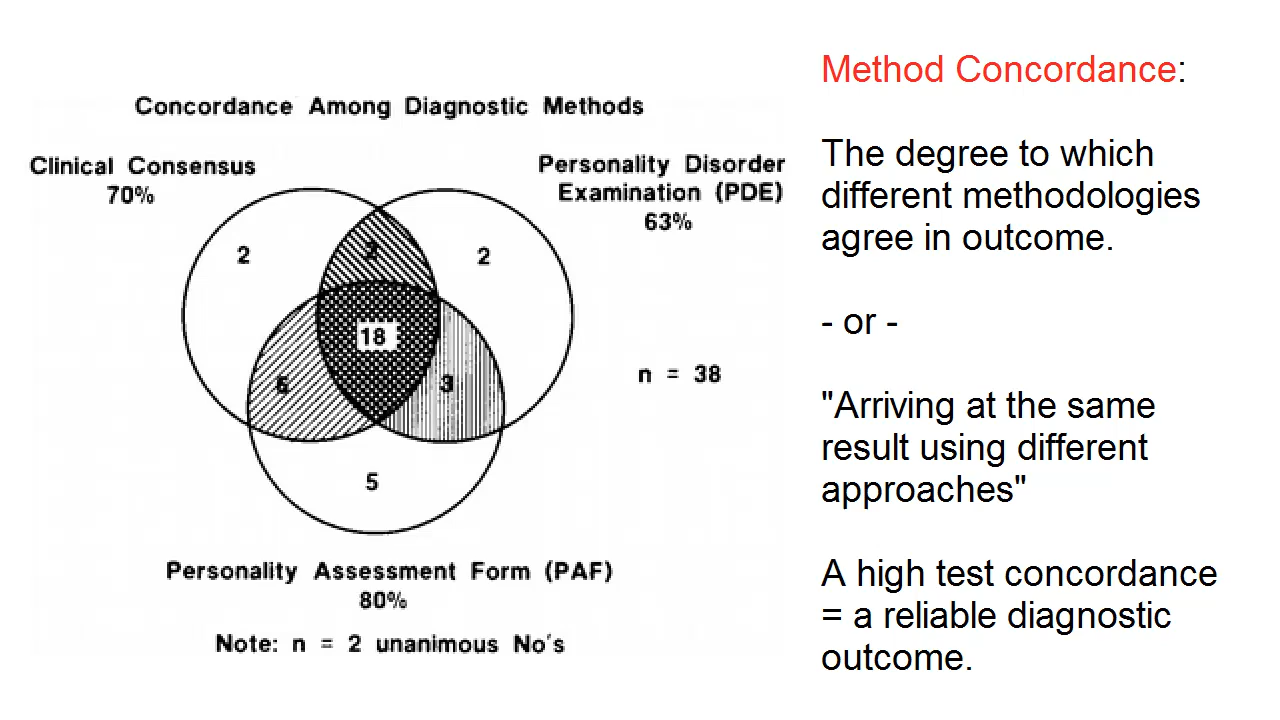 Concordance Among Diagnostic Methods
Clinical Consensus
70%
Personality Disorder
Examination (PDE)
63%
2
2
2
18
6
3
n = 38
5
Personality Assessment Form (PAF)
80%
Note: n = 2 unanimous No's
Method Concordance:
The degree to which
different methodologies
agree in outcome.
- or -
"Arriving at the same
result using different
approaches"
A high test concordance
= a reliable diagnostic
outcome.